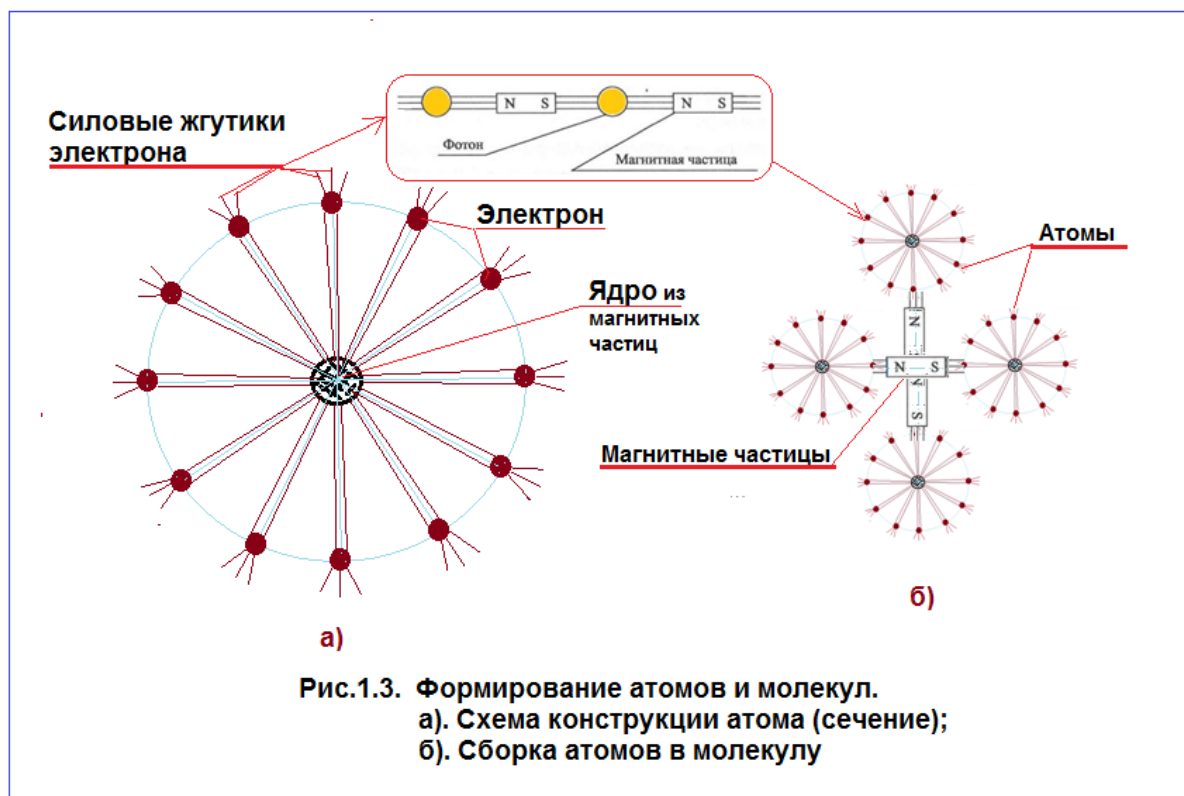 N S
N S
Фотон
Магнитная частица
Силовые жгутики
электрона
Электрон
Ядро из
магнитных
частиц
Атомы
N
N S
N
S
Магнитные частицы
а)
б)
Рис.1.3. Формирование атомов и молекул.
а). Схема конструкции атома (сечение);
б). Сборка атомов в молекулу